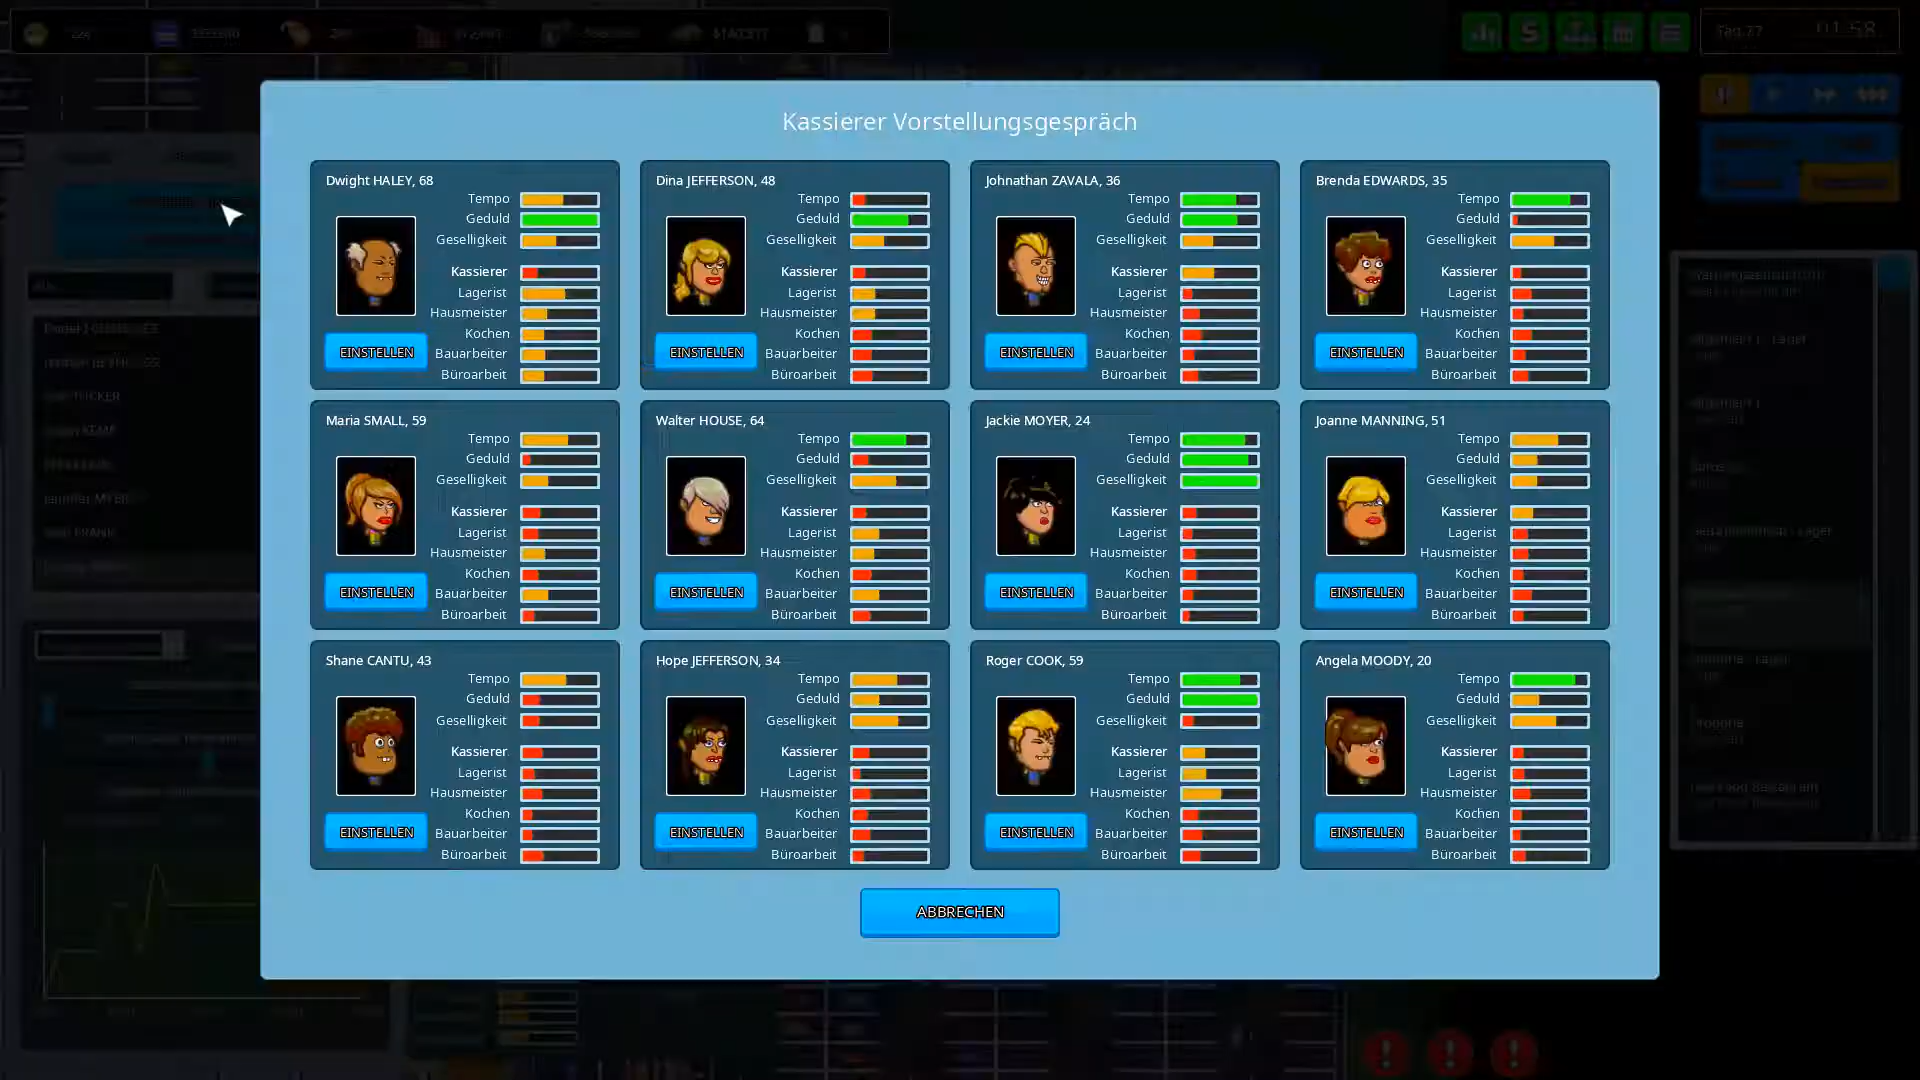 Kassierer Vorstellungsgespräch
Dwight HALEY, 68
Tempo
Geduld
Geselligkeit
Kassierer
Lagerist
Hausmeister
Kochen
Bauarbeiter
Büroarbeit
EINSTELLEN
Dina JEFFERSON, 48
Tempo
Geduld
Geselligkeit
Kassierer
Lagerist
Hausmeister
Kochen
Bauarbeiter
Büroarbeit
EINSTELLEN
Johnathan ZAVALA, 36
Tempo
Geduld
Geselligkeit
Kassierer
Lagerist
Hausmeister
Kochen
Bauarbeiter
Büroarbeit
EINSTELLEN
Brenda EDWARDS, 35
Tempo
Geduld
Geselligkeit
Kassierer
Lagerist
Hausmeister
Kochen
Bauarbeiter
Büroarbeit
EINSTELLEN
Maria SMALL, 59
Tempo
Geduld
Geselligkeit
Kassierer
Lagerist
Hausmeister
Kochen
Bauarbeiter
Büroarbeit
EINSTELLEN
Walter HOUSE, 64
Tempo
Geduld
Geselligkeit
Kassierer
Lagerist
Hausmeister
Kochen
Bauarbeiter
Büroarbeit
EINSTELLEN
Jackie MOYER, 24
Tempo
Geduld
Geselligkeit
Kassierer
Lagerist
Hausmeister
Kochen
Bauarbeiter
Büroarbeit
EINSTELLEN
Joanne MANNING, 51
Tempo
Geduld
Geselligkeit
Kassierer
Lagerist
Hausmeister
Kochen
Bauarbeiter
Büroarbeit
EINSTELLEN
Shane CANTU, 43
Tempo
Geduld
Geselligkeit
Kassierer
Lagerist
Hausmeister
Kochen
Bauarbeiter
Büroarbeit
EINSTELLEN
Hope JEFFERSON, 34
Tempo
Geduld
Geselligkeit
Kassierer
Lagerist
Hausmeister
Kochen
Bauarbeiter
Büroarbeit
EINSTELLEN
Roger COOK, 59
Tempo
Geduld
Geselligkeit
Kassierer
Lagerist
Hausmeister
Kochen
Bauarbeiter
Büroarbeit
EINSTELLEN
Angela MOODY, 20
Tempo
Geduld
Geselligkeit
Kassierer
Lagerist
Hausmeister
Kochen
Bauarbeiter
Büroarbeit
EINSTELLEN
ABBRECHEN